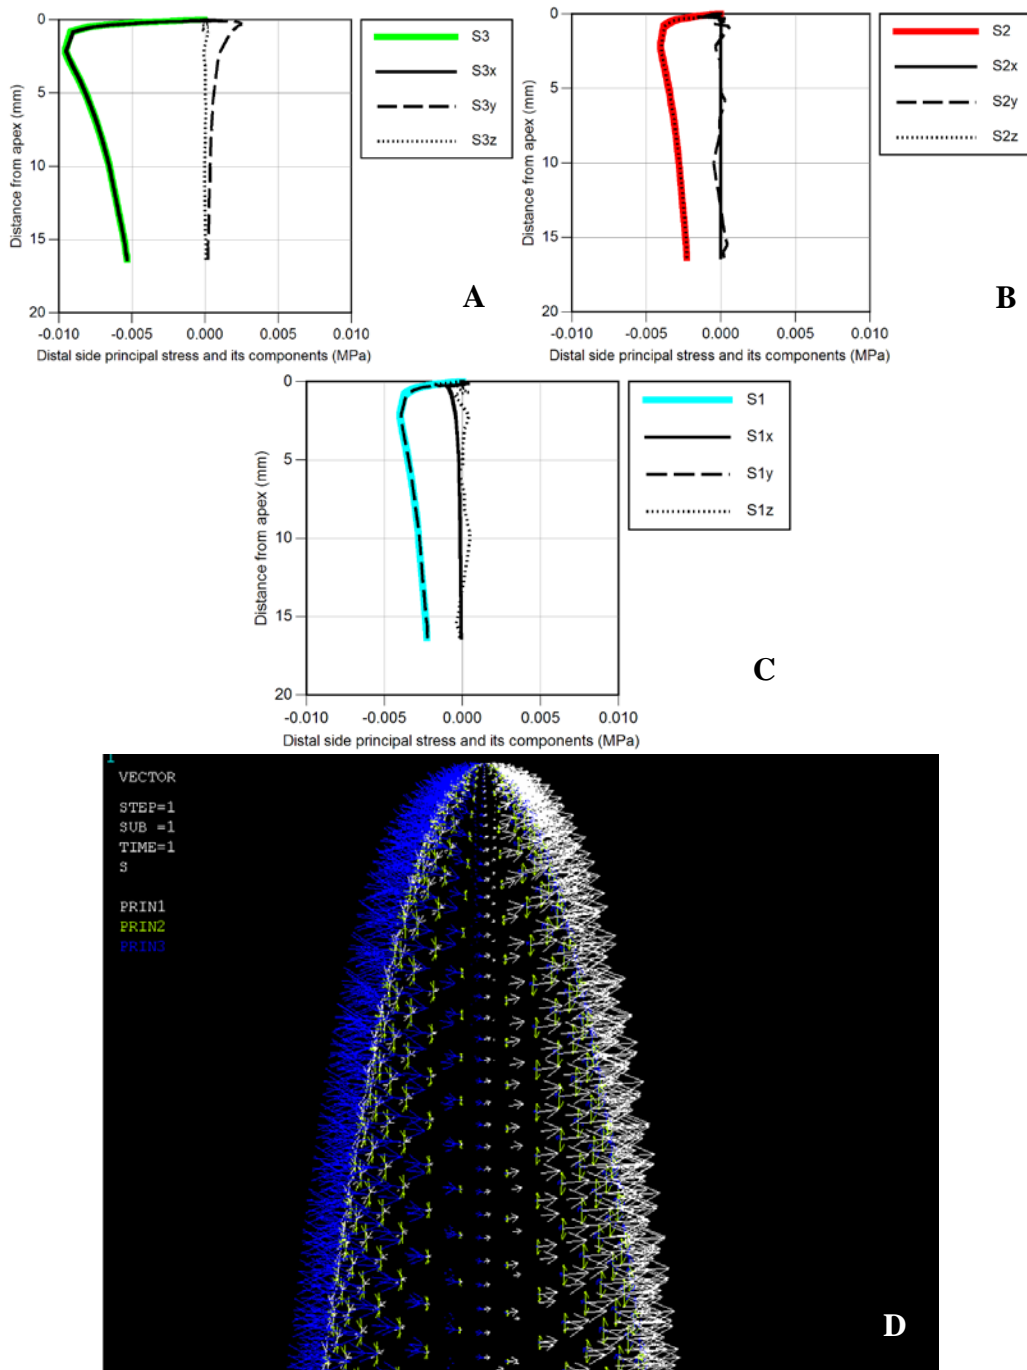 0
5
10
15
20
Distance from apex (mm)
-0.010
-0.005
0.000
0.005
0.010
Distal side principal stress and its components (MPa)
S3
S3x
S3y
S3z
A
0
5
10
15
20
Distance from apex (mm)
-0.010
-0.005
0.000
0.005
0.010
Distal side principal stress and its components (MPa)
S2
S2x
S2y
S2z
B
0
5
10
15
20
Distance from apex (mm)
-0.010
-0.005
0.000
0.005
0.010
Distal side principal stress and its components (MPa)
S1
S1x
S1y
S1z
C
1
VECTOR
STEP=1
SUB =1
TIME=1
S
PRIN1
PRIN2
PRIN3
D